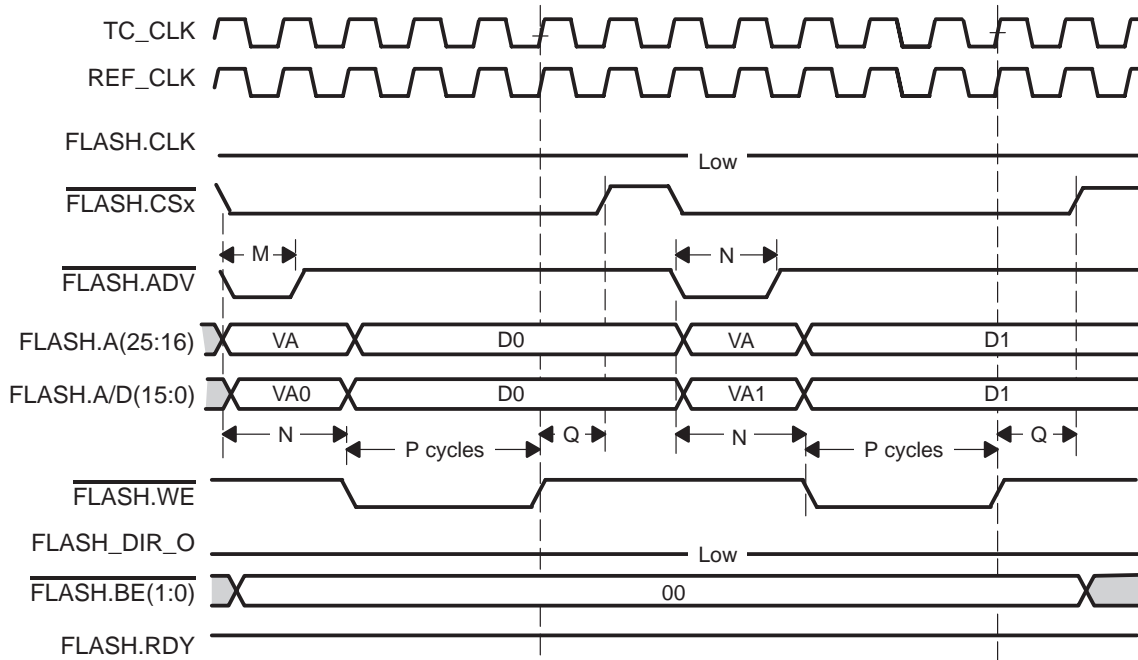 TC_CLK
REF_CLK
FLASH.CLK
Low
FLASH.CSx
M
N
FLASH.ADV
FLASH.A(25:16)
VA
D0
VA
D1
FLASH.A/D(15:0)
VA0
D0
VA1
D1
N
P cycles
Q
N
P cycles
Q
FLASH.WE
FLASH_DIR_O
Low
FLASH.BE(1:0)
00
FLASH.RDY